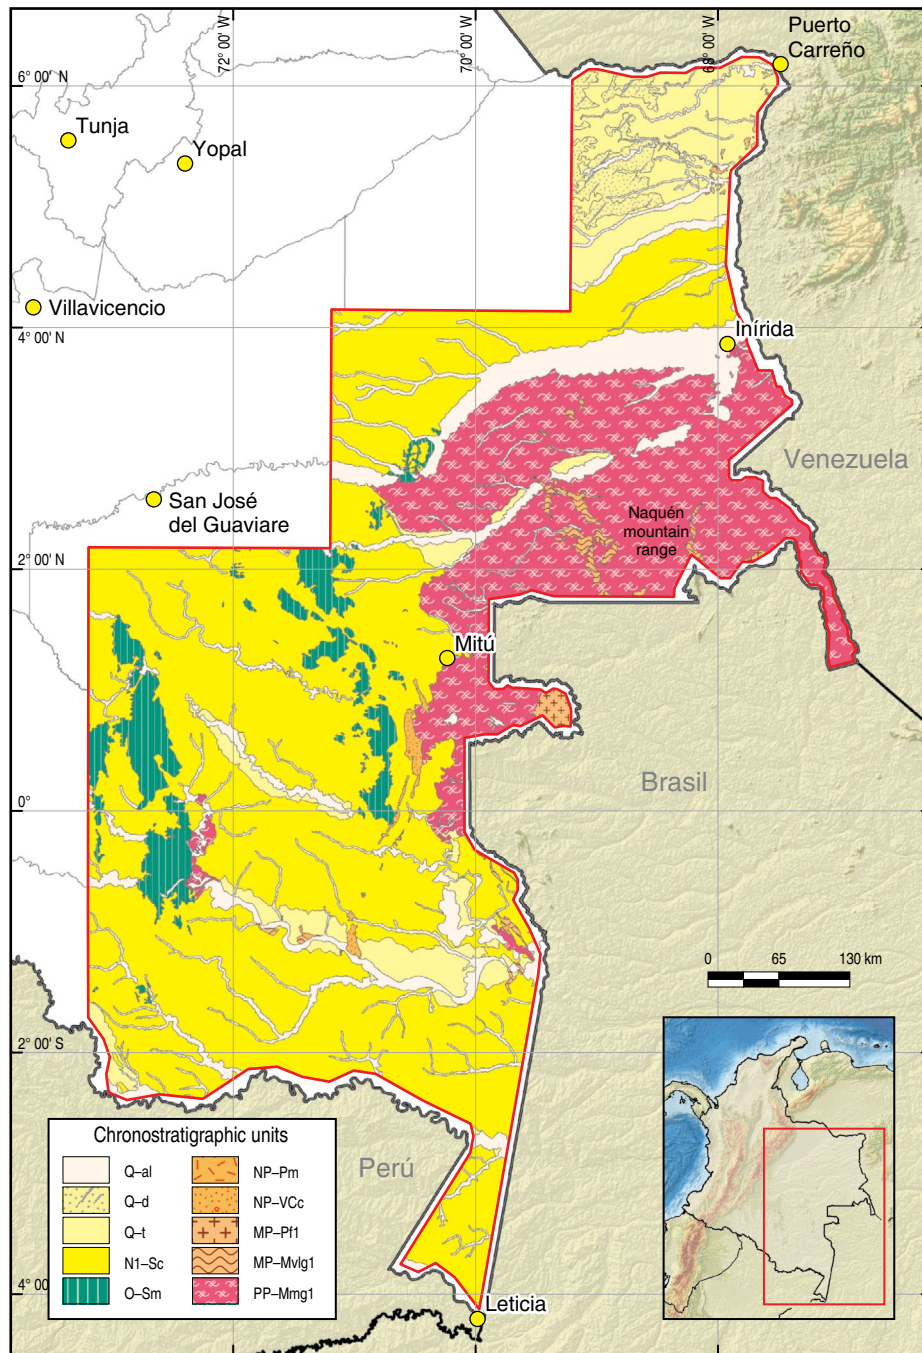 72° 00' W
70° 00' W
68° 00' W
Puerto
Carreño
6° 00' N
Tunja
Yopal
Villavicencio
4° 00' N
Inírida
Venezuela
San José
del Guaviare
Naquén
mountain
range
2° 00' N
Mitú
Brasil
0°
0 65 130 km
2° 00' S
Chronostratigraphic units
Q–al
NP–Pm
Q–d
NP–VCc
Q–t
MP–Pf1
N1–Sc
MP–Mvlg1
O–Sm
PP–Mmg1
Perú
4° 00'
Leticia